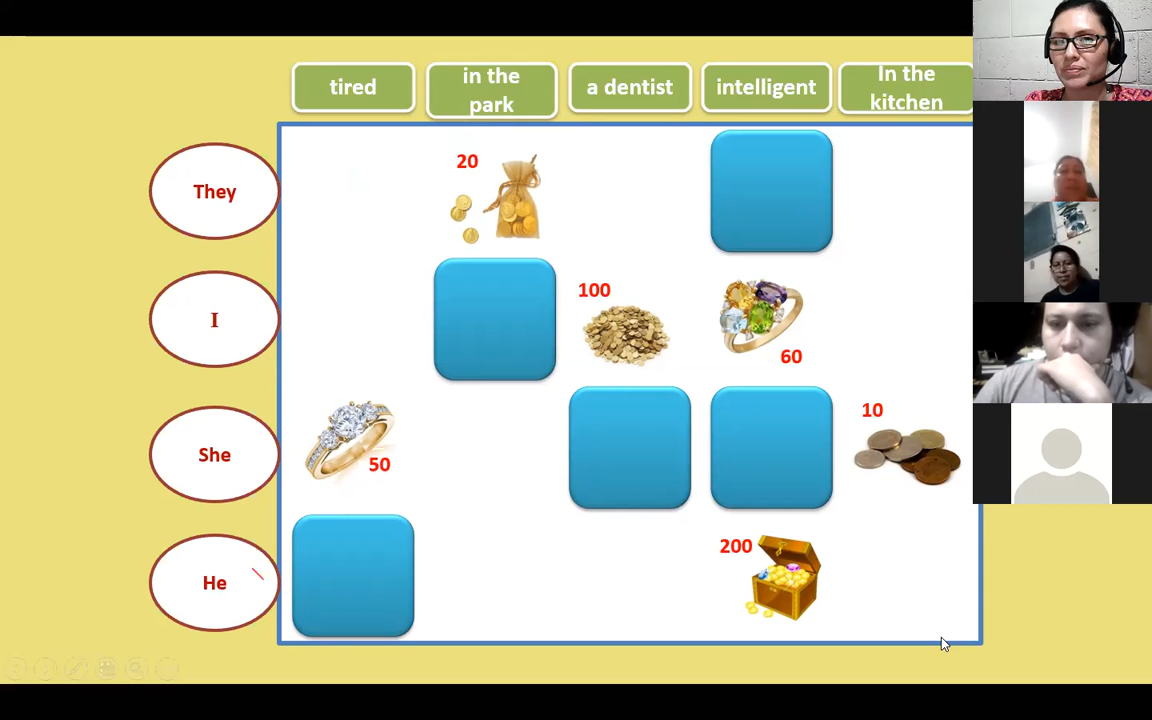 tired
in the
park
a dentist
intelligent
In the
kitchen
They
20
I
100
60
She
50
10
He
200